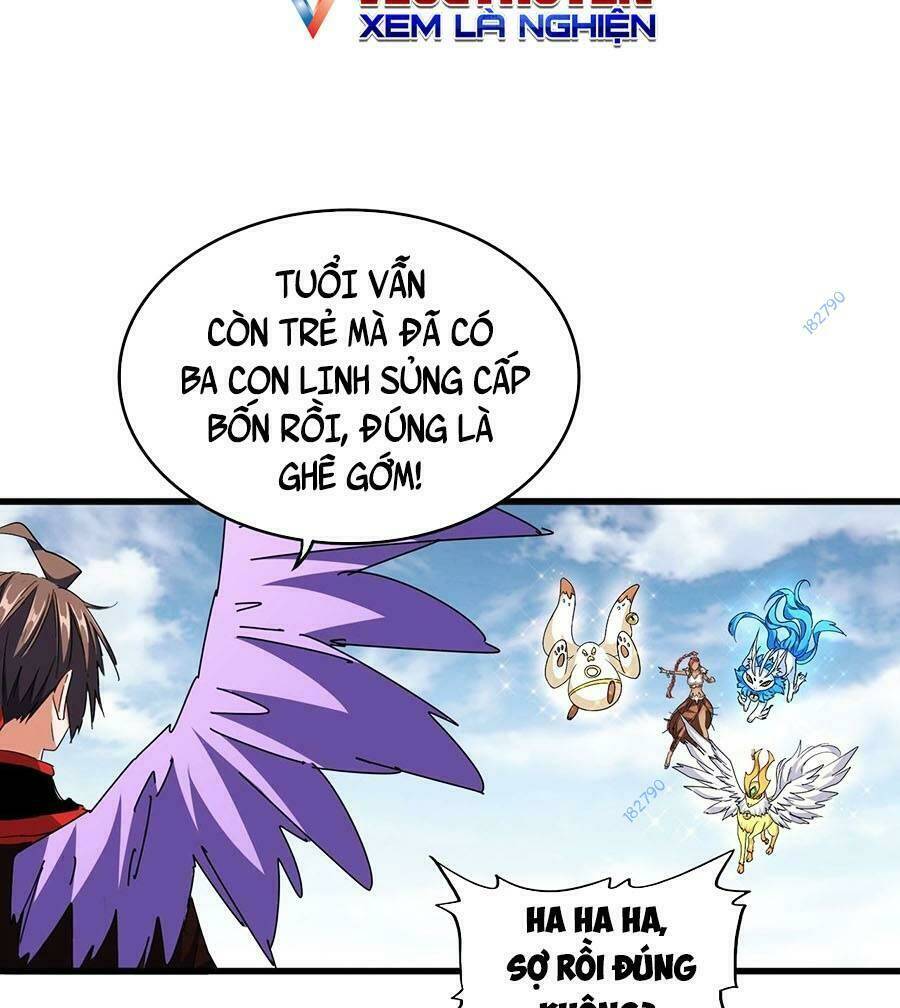 XEM LÀ NGHIỆN
TUỔI VẪN
CÒN TRẺ MÀ ĐÃ CÓ
BA CON LINH SỦNG CẤP
BỐN RỒI, ĐÚNG LÀ
GHÊ GỚM!
182790
182790
HA HA HA,
SỢ RỒI ĐÚNG
KHÔNG?